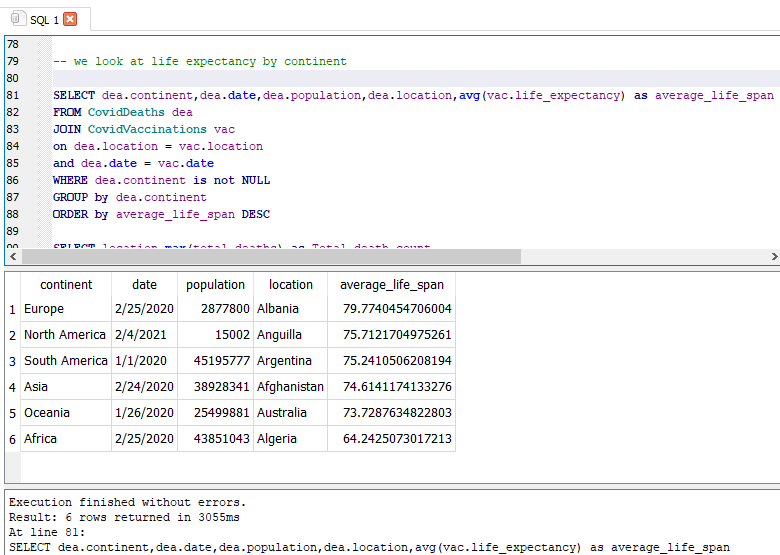 SQL 1
78
79 -- we look at life expectancy by continent
80
81 SELECT dea.continent,dea.date,dea.population,dea.location,avg(vac.life_expectancy) as average_life_span
82 FROM CovidDeaths dea
83 JOIN CovidVaccinations vac
84 on dea.location = vac.location
85 and dea.date = vac.date
86 WHERE dea.continent is not NULL
87 GROUP by dea.continent
88 ORDER by average_life_span DESC
89
90 SELECT location,max(total_deaths) as Total_death_count
continent date population location average_life_span
1 Europe 2/25/2020 2877800 Albania 79.7740454706004
2 North America 2/4/2021 15002 Anguilla 75.7121704975261
3 South America 1/1/2020 45195777 Argentina 75.2410506208194
4 Asia 2/24/2020 38928341 Afghanistan 74.6141174133276
5 Oceania 1/26/2020 25499881 Australia 73.7287634822803
6 Africa 2/25/2020 43851043 Algeria 64.2425073017213
Execution finished without errors.
Result: 6 rows returned in 3055ms
At line 81:
SELECT dea.continent,dea.date,dea.population,dea.location,avg(vac.life_expectancy) as average_life_span